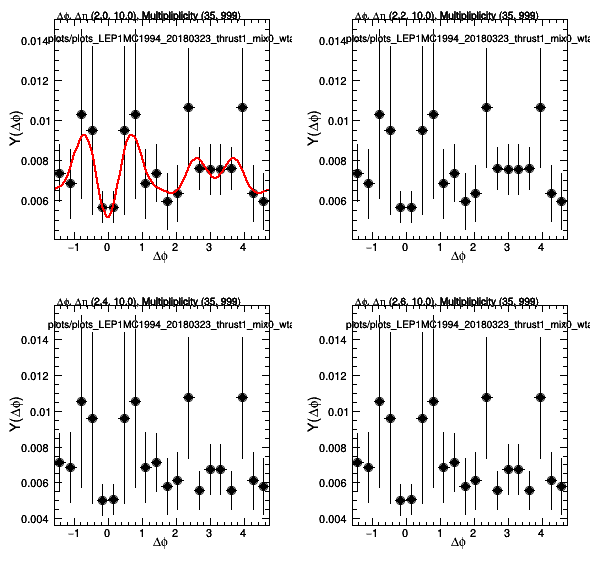 Δϕ, Δη (2.0, 10.0), Multipliplicity (35, 999)
plots/plots_LEP1MC1994_20180323_thrust1_mix0_wta
Y(Δϕ)
0.014
0.012
0.01
0.008
0.006
−1 0 1 2 3 4
Δϕ
Δϕ, Δη (2.2, 10.0), Multipliplicity (35, 999)
plots/plots_LEP1MC1994_20180323_thrust1_mix0_wta
Y(Δϕ)
0.014
0.012
0.01
0.008
0.006
−1 0 1 2 3 4
Δϕ
Δϕ, Δη (2.4, 10.0), Multipliplicity (35, 999)
plots/plots_LEP1MC1994_20180323_thrust1_mix0_wta
Y(Δϕ)
0.014
0.012
0.01
0.008
0.006
0.004
−1 0 1 2 3 4
Δϕ
Δϕ, Δη (2.6, 10.0), Multipliplicity (35, 999)
plots/plots_LEP1MC1994_20180323_thrust1_mix0_wta
Y(Δϕ)
0.014
0.012
0.01
0.008
0.006
0.004
−1 0 1 2 3 4
Δϕ